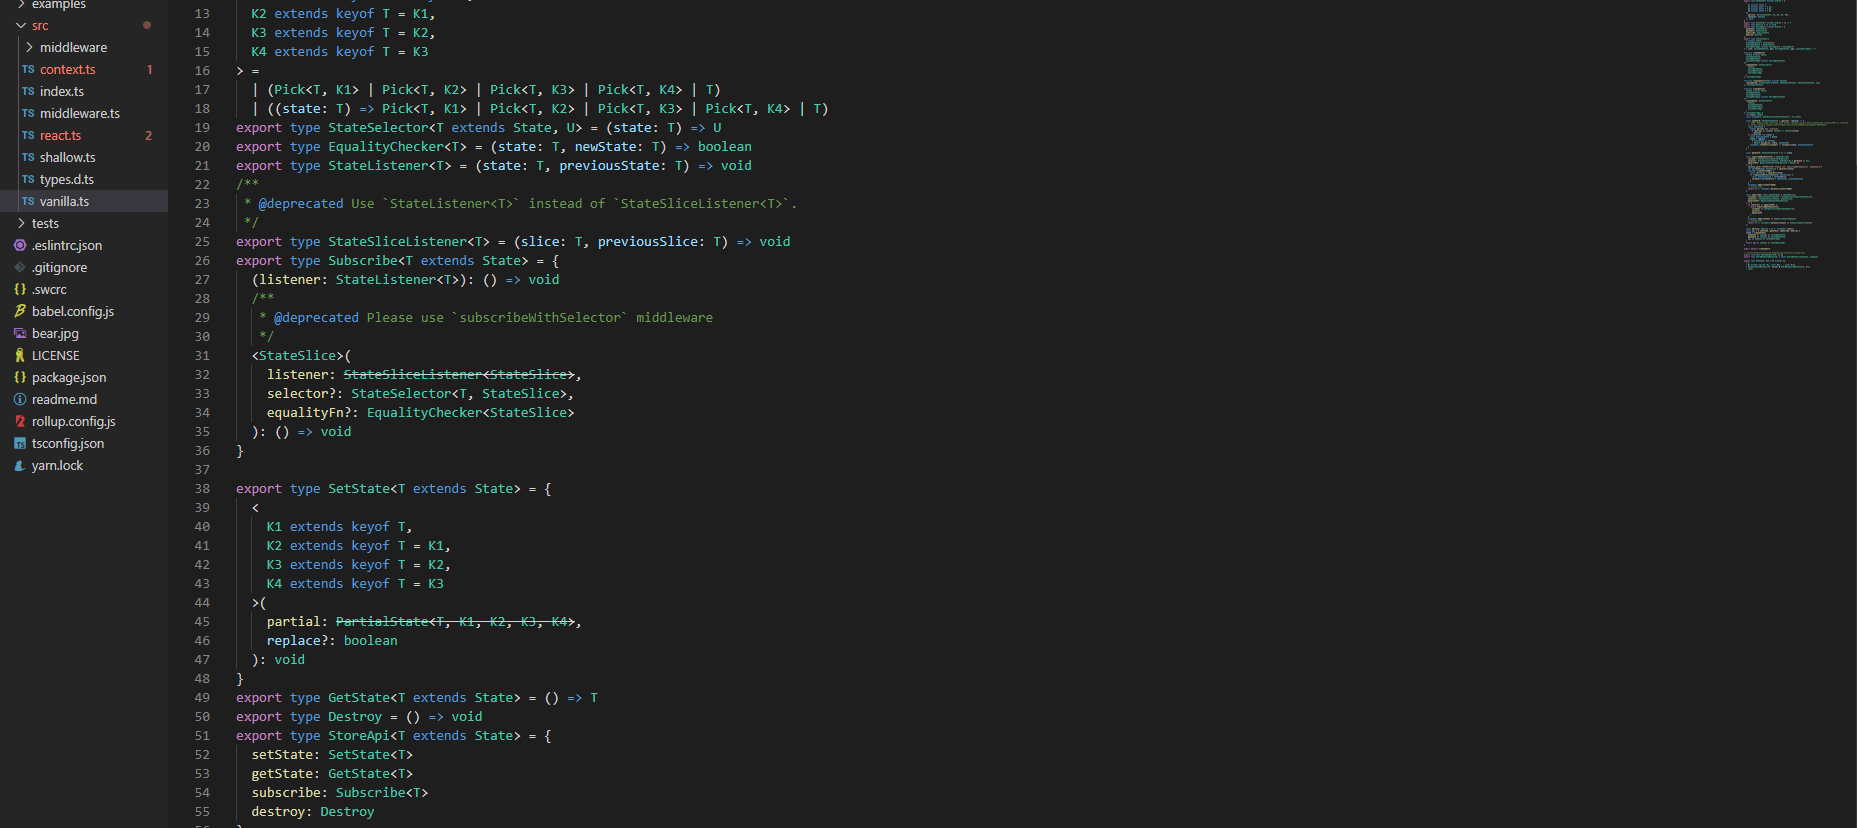 examples
src
middleware
TS context.ts 1
TS index.ts
TS middleware.ts
TS react.ts 2
TS shallow.ts
TS types.d.ts
TS vanilla.ts
tests
.eslintrc.json
.gitignore
{} .swcrc
babel.config.js
bear.jpg
LICENSE
{} package.json
readme.md
rollup.config.js
TS tsconfig.json
yarn.lock
13 K2 extends keyof T = K1,
14 K3 extends keyof T = K2,
15 K4 extends keyof T = K3
16 > =
17 | (Pick<T, K1> | Pick<T, K2> | Pick<T, K3> | Pick<T, K4> | T)
18 | ((state: T) => Pick<T, K1> | Pick<T, K2> | Pick<T, K3> | Pick<T, K4> | T)
19 export type StateSelector<T extends State, U> = (state: T) => U
20 export type EqualityChecker<T> = (state: T, newState: T) => boolean
21 export type StateListener<T> = (state: T, previousState: T) => void
22 /**
23 * @deprecated Use `StateListener<T>` instead of `StateSliceListener<T>`.
24 */
25 export type StateSliceListener<T> = (slice: T, previousSlice: T) => void
26 export type Subscribe<T extends State> = {
27 (listener: StateListener<T>): () => void
28 /**
29 * @deprecated Please use `subscribeWithSelector` middleware
30 */
31 <StateSlice>(
32 listener: StateSliceListener<StateSlice>,
33 selector?: StateSelector<T, StateSlice>,
34 equalityFn?: EqualityChecker<StateSlice>
35 ): () => void
36 }
37
38 export type SetState<T extends State> = {
39 <
40 K1 extends keyof T,
41 K2 extends keyof T = K1,
42 K3 extends keyof T = K2,
43 K4 extends keyof T = K3
44 >(
45 partial: PartialState<T, K1, K2, K3, K4>,
46 replace?: boolean
47 ): void
48 }
49 export type GetState<T extends State> = () => T
50 export type Destroy = () => void
51 export type StoreApi<T extends State> = {
52 setState: SetState<T>
53 getState: GetState<T>
54 subscribe: Subscribe<T>
55 destroy: Destroy